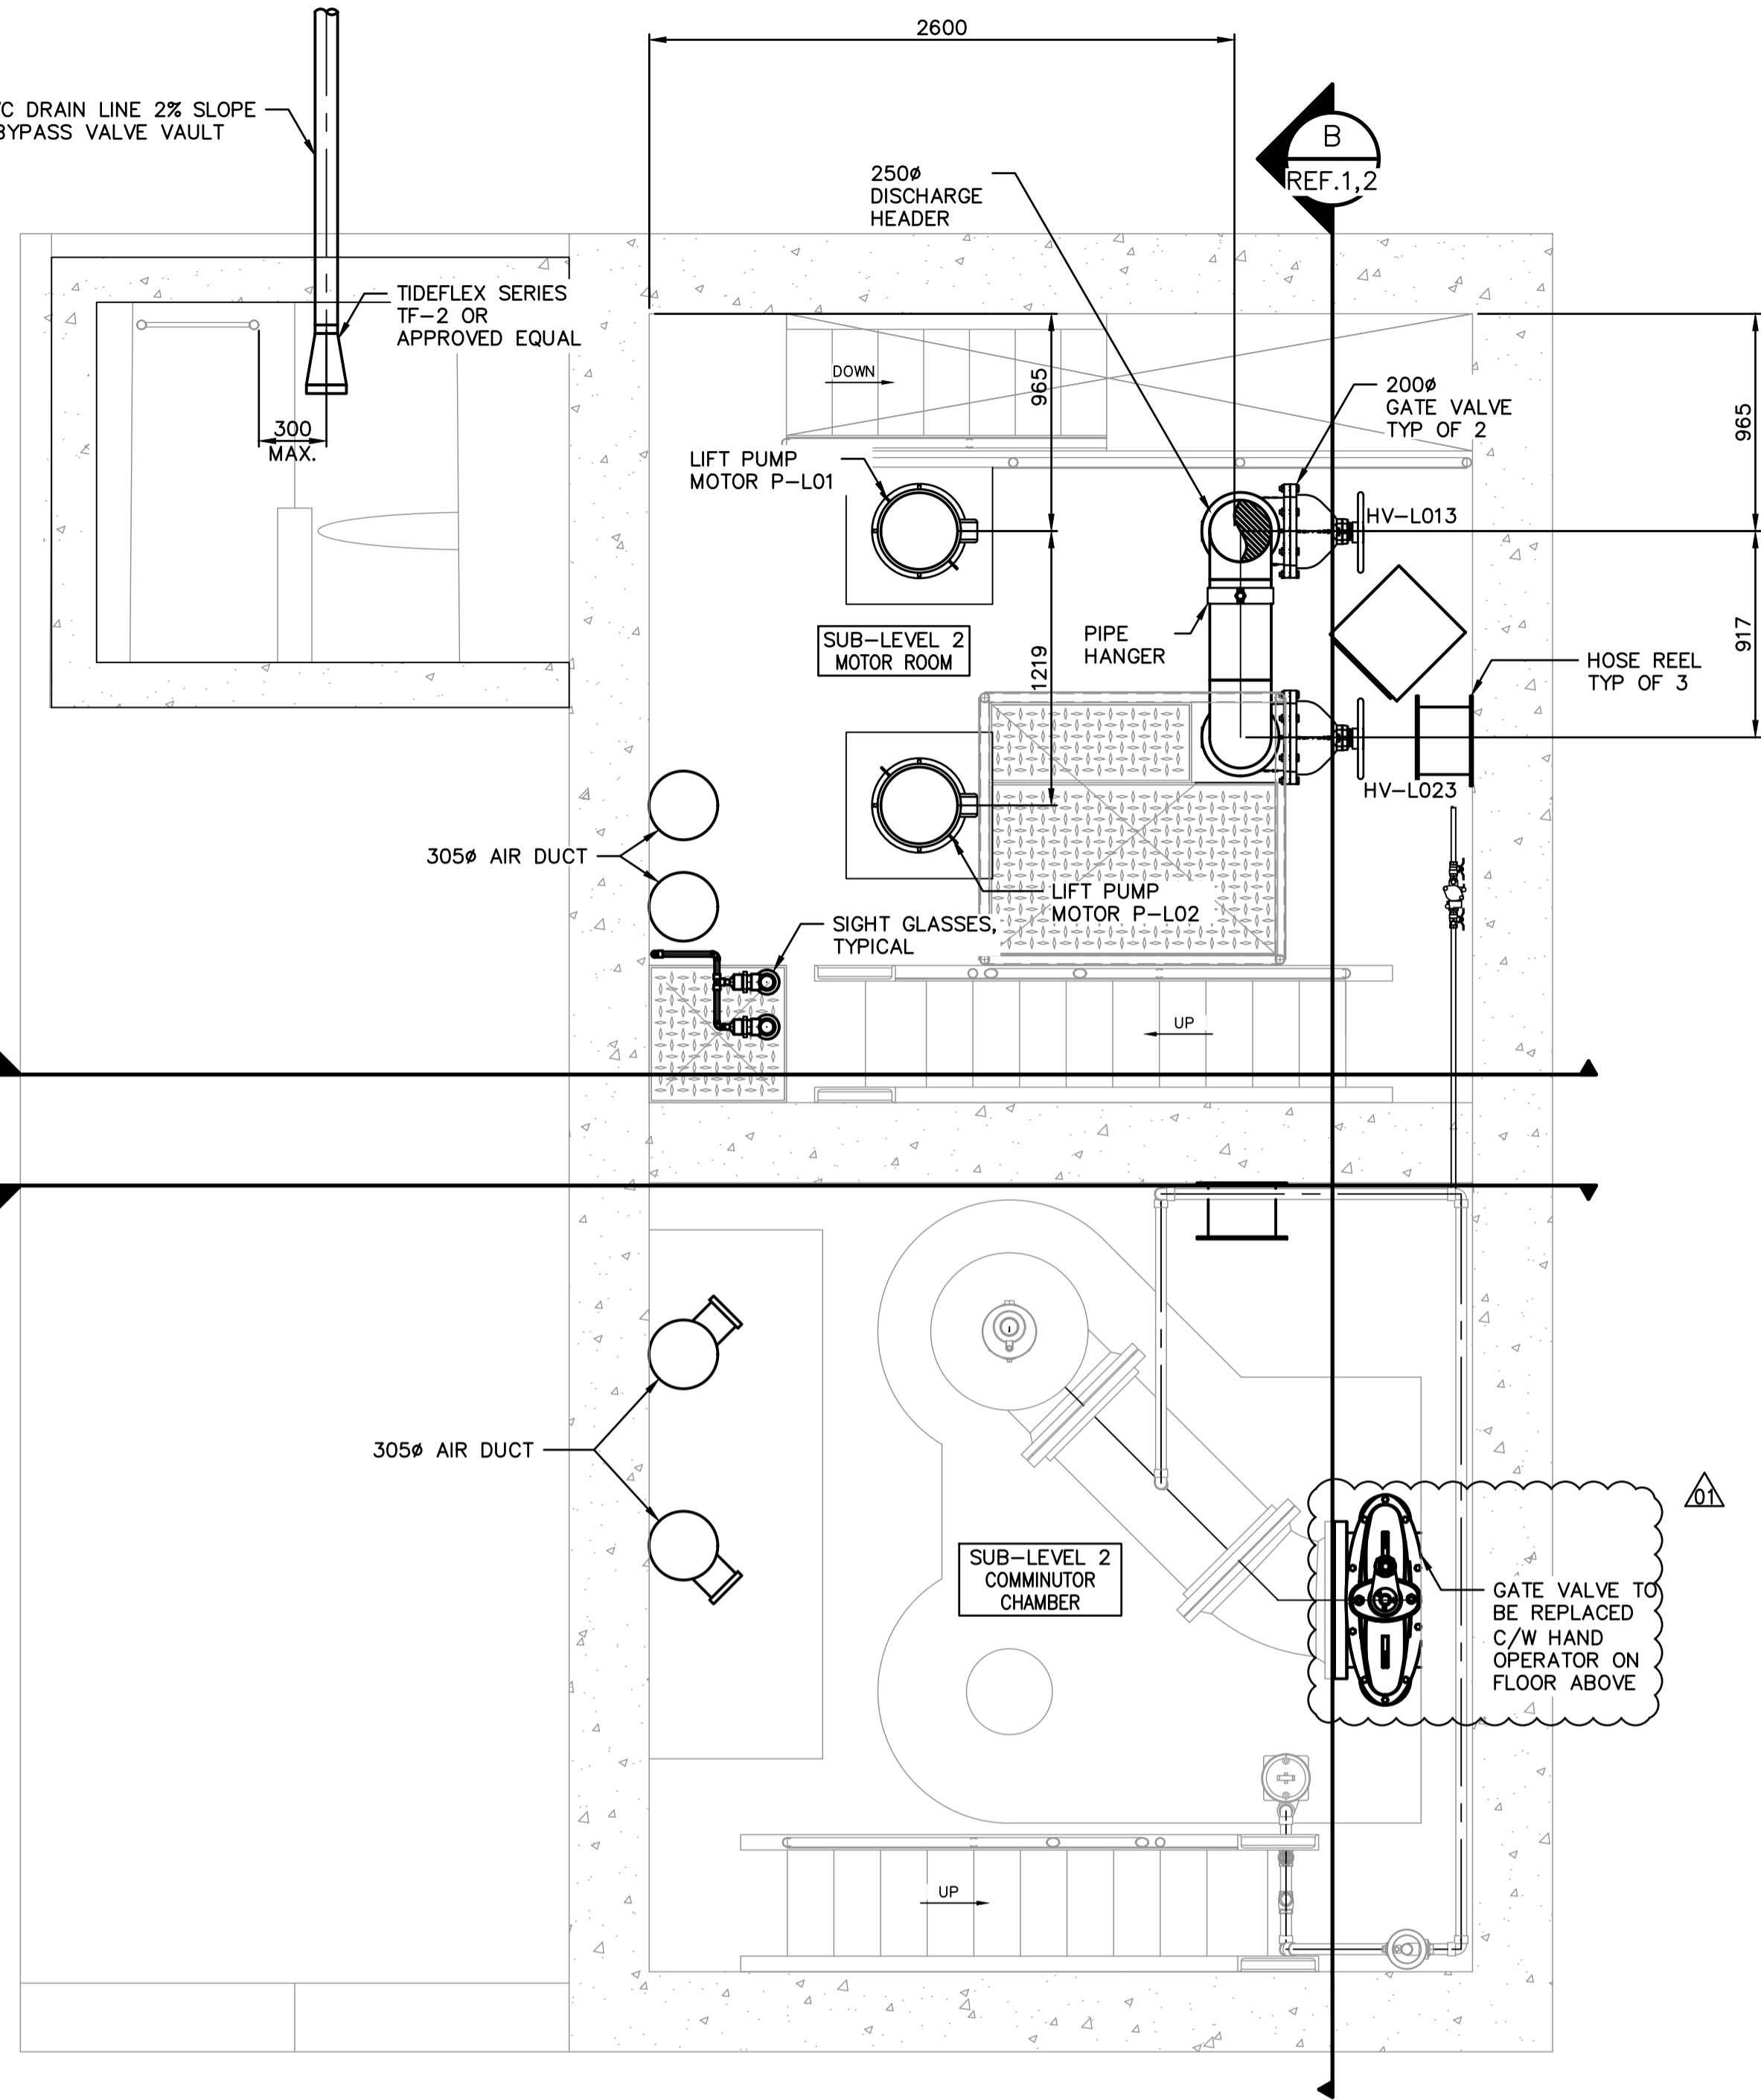 2600
DRAIN LINE 2% SLOPE
BYPASS VALVE VAULT
B
REF.1,2
250ø
DISCHARGE
HEADER
TIDEFLEX SERIES
TF-2 OR
APPROVED EQUAL
300
MAX.
DOWN
965
200ø
GATE VALVE
TYP OF 2
965
LIFT PUMP
MOTOR P-L01
HV-L013
SUB-LEVEL 2
MOTOR ROOM
PIPE
HANGER
1219
917
HOSE REEL
TYP OF 3
HV-L023
305ø AIR DUCT
LIFT PUMP
MOTOR P-L02
SIGHT GLASSES,
TYPICAL
UP
305ø AIR DUCT
SUB-LEVEL 2
COMMINUTOR
CHAMBER
01
GATE VALVE TO
BE REPLACED
C/W HAND
OPERATOR ON
FLOOR ABOVE
UP